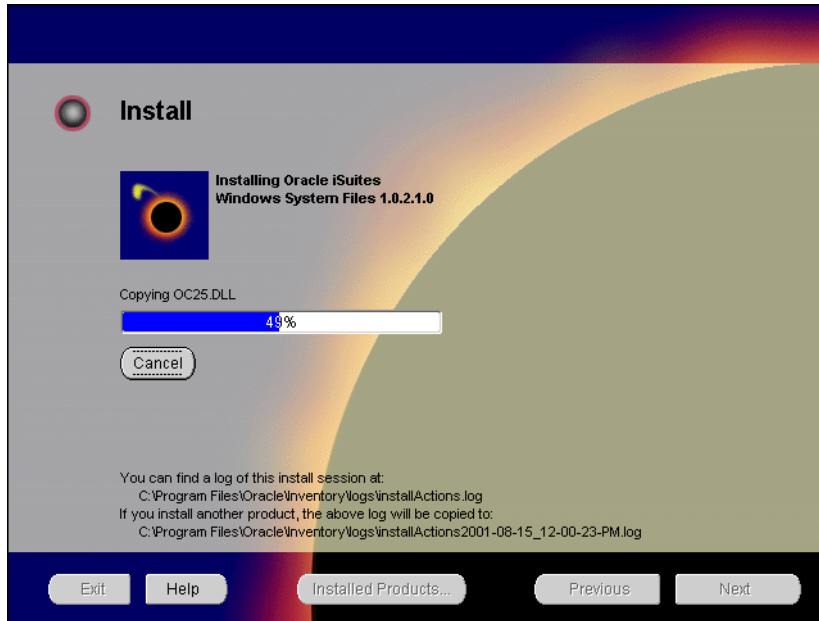 Install
Installing Oracle iSuites
Windows System Files 1.0.2.1.0
Copying OC25.DLL
49%
Cancel
You can find a log of this install session at:
C:\Program Files\Oracle\Inventory\logs\installActions.log
If you install another product, the above log will be copied to:
C:\Program Files\Oracle\Inventory\logs\installActions2001-08-15_12-00-23-PM.log
Exit
Help
Installed Products...
Previous
Next